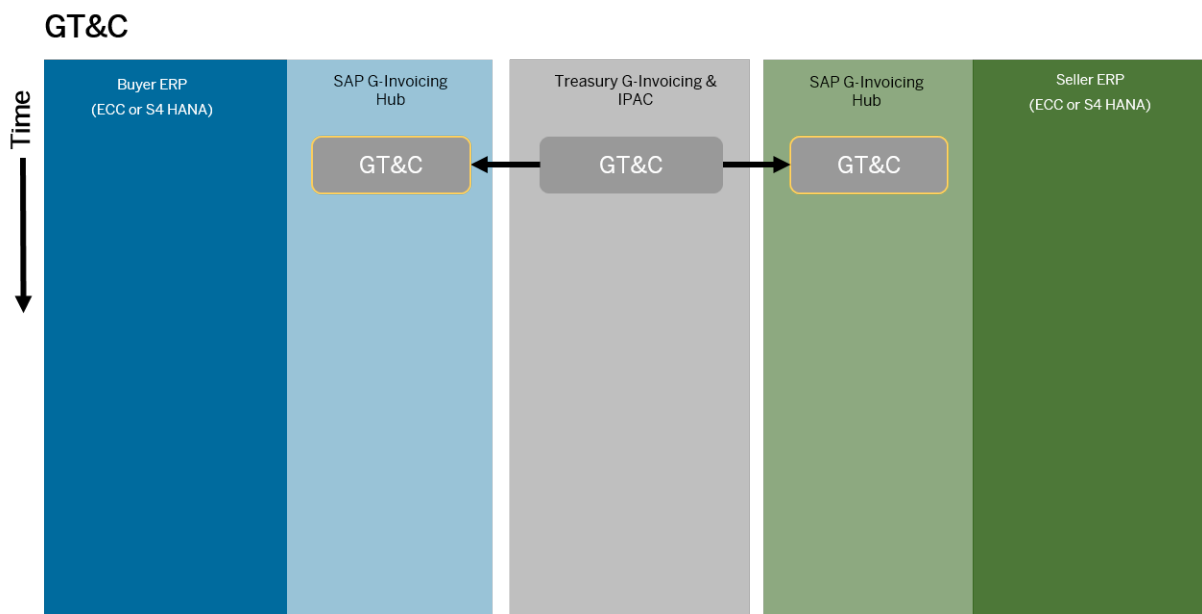 GT&C
Time
Buyer ERP
(ECC or S4 HANA)
SAP G-Invoicing
Hub
Treasury G-Invoicing &
IPAC
SAP G-Invoicing
Hub
Seller ERP
(ECC or S4 HANA)
GT&C
GT&C
GT&C